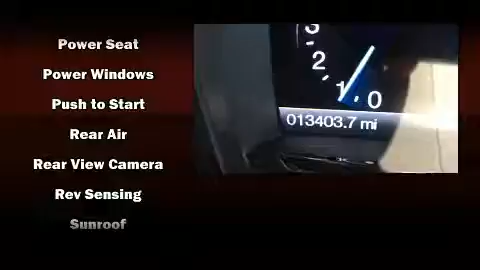 Power Seat
Power Windows
Push to Start
Rear Air
Rear View Camera
Rev Sensing
Sunroof
3
2
1
0
013403.7 mi